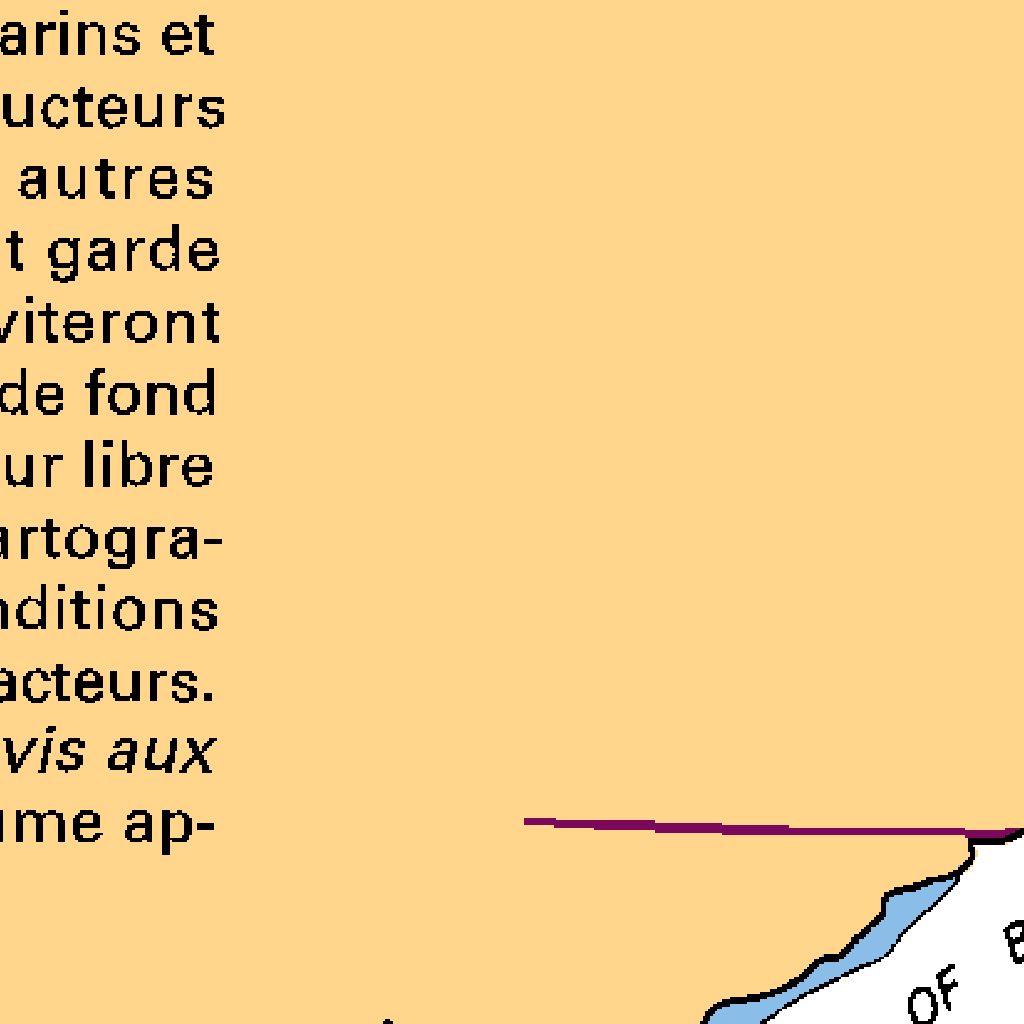 arins et
ucteurs
autres
t garde
viteront
de fond
ur libre
artogra-
nditions
acteurs.
vis aux
ume ap-
OF B